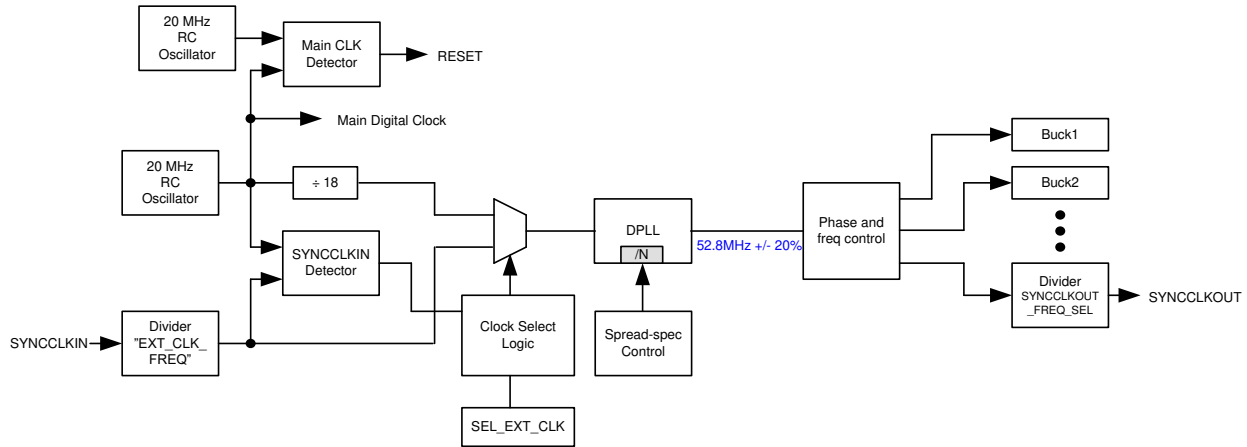 20 MHz
RC
Oscillator
Main CLK
Detector
RESET
Main Digital Clock
20 MHz
RC
Oscillator
÷ 18
SYNCCLKIN
Detector
SYNCCLKIN
Divider
"EXT_CLK_
FREQ"
Clock Select
Logic
SEL_EXT_CLK
DPLL
/N
Spread-spec
Control
52.8MHz +/- 20%
Phase and
freq control
Buck1
Buck2
Divider
SYNCCLKOUT
_FREQ_SEL
SYNCCLKOUT